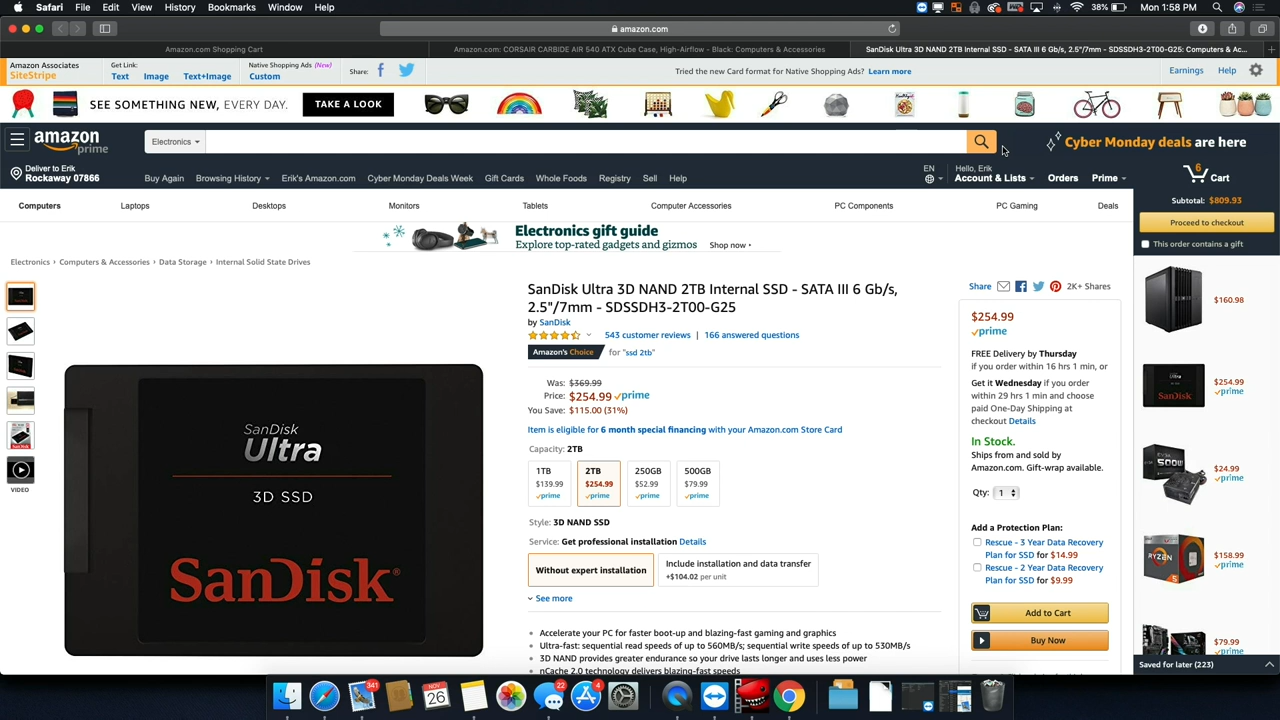 Safari File Edit View History Bookmarks Window Help
38% Mon 1:58 PM
amazon.com
Amazon.com Shopping Cart
Amazon.com: CORSAIR CARBIDE AIR 540 ATX Cube Case, High-Airflow - Black: Computers & Accessories
SanDisk Ultra 3D NAND 2TB Internal SSD - SATA III 6 Gb/s, 2.5"/7mm - SDSSDH3-2T00-G25: Computers & Ac...
Amazon Associates
SiteStripe
Get Link:
Text Image Text+Image
Native Shopping Ads (New)
Custom
Share:
Tried the new Card format for Native Shopping Ads? Learn more
Earnings Help
SEE SOMETHING NEW, EVERY DAY.
TAKE A LOOK
amazon
prime
Electronics
Cyber Monday deals are here
Deliver to Erik
Rockaway 07866
Buy Again Browsing History Erik's Amazon.com Cyber Monday Deals Week Gift Cards Whole Foods Registry Sell Help
EN
Hello, Erik
Account & Lists
Orders
Prime
6
Cart
Computers Laptops Desktops Monitors Tablets Computer Accessories PC Components PC Gaming Deals
Subtotal: $809.93
Proceed to checkout
This order contains a gift
Electronics gift guide
Explore top-rated gadgets and gizmos
Shop now
Electronics › Computers & Accessories › Data Storage › Internal Solid State Drives
VIDEO
SanDisk
Ultra
3D SSD
SanDisk®
SanDisk Ultra 3D NAND 2TB Internal SSD - SATA III 6 Gb/s,
2.5"/7mm - SDSSDH3-2T00-G25
by SanDisk
543 customer reviews | 166 answered questions
Amazon's Choice for "ssd 2tb"
Was: $369.99
Price: $254.99 prime
You Save: $115.00 (31%)
Item is eligible for 6 month special financing with your Amazon.com Store Card
Capacity: 2TB
1TB
$139.99
prime
2TB
$254.99
prime
250GB
$52.99
prime
500GB
$79.99
prime
Style: 3D NAND SSD
Service: Get professional installation Details
Without expert installation
Include installation and data transfer
+$104.02 per unit
See more
Accelerate your PC for faster boot-up and blazing-fast gaming and graphics
Ultra-fast: sequential read speeds of up to 560MB/s; sequential write speeds of up to 530MB/s
3D NAND provides greater endurance so your drive lasts longer and uses less power
nCache 2.0 technology delivers blazing-fast speeds
Share 2K+ Shares
$254.99
prime
FREE Delivery by Thursday
if you order within 16 hrs 1 min, or
Get it Wednesday if you order
within 29 hrs 1 min and choose
paid One-Day Shipping at
checkout Details
In Stock.
Ships from and sold by
Amazon.com. Gift-wrap available.
Qty: 1
Add a Protection Plan:
Rescue - 3 Year Data Recovery
Plan for SSD for $14.99
Rescue - 2 Year Data Recovery
Plan for SSD for $9.99
Add to Cart
Buy Now
$160.98
Ultra
SanDisk
$254.99
prime
500W
$24.99
prime
RYZEN
5
$158.99
prime
$79.99
prime
Saved for later (223)
341
NOV
26
22
4